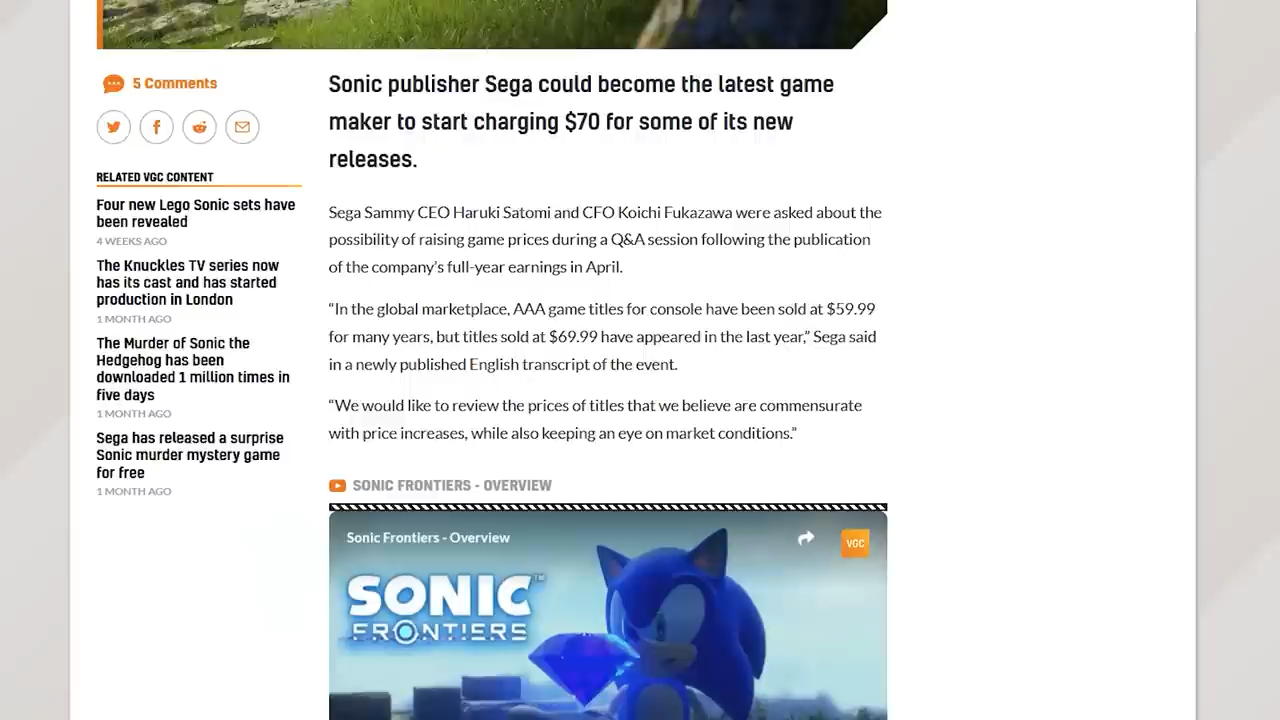 5 Comments
RELATED VGC CONTENT
Four new Lego Sonic sets have
been revealed
4 WEEKS AGO
The Knuckles TV series now
has its cast and has started
production in London
1 MONTH AGO
The Murder of Sonic the
Hedgehog has been
downloaded 1 million times in
five days
1 MONTH AGO
Sega has released a surprise
Sonic murder mystery game
for free
1 MONTH AGO
Sonic publisher Sega could become the latest game
maker to start charging $70 for some of its new
releases.
Sega Sammy CEO Haruki Satomi and CFO Koichi Fukazawa were asked about the
possibility of raising game prices during a Q&A session following the publication
of the company’s full-year earnings in April.
“In the global marketplace, AAA game titles for console have been sold at $59.99
for many years, but titles sold at $69.99 have appeared in the last year,” Sega said
in a newly published English transcript of the event.
“We would like to review the prices of titles that we believe are commensurate
with price increases, while also keeping an eye on market conditions.”
SONIC FRONTIERS - OVERVIEW
Sonic Frontiers - Overview
VGC
SONIC™
FRONTIERS